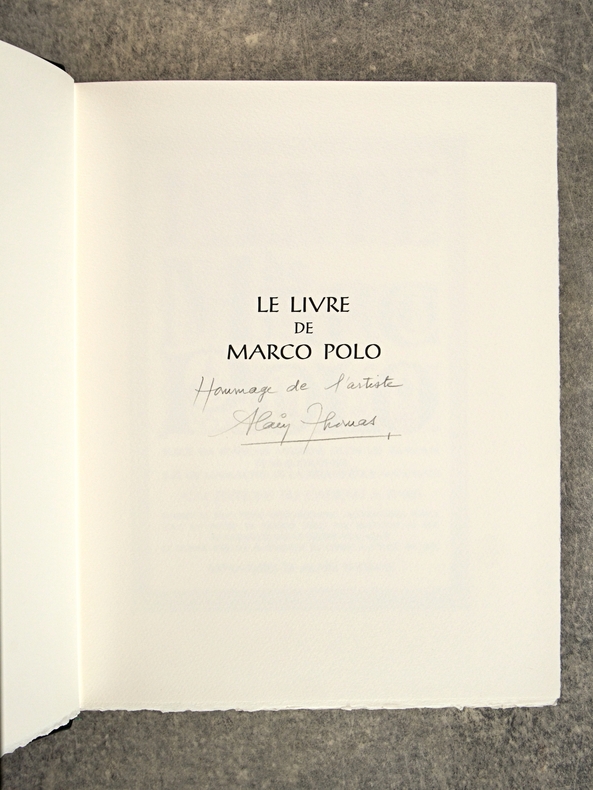 LE LIVRE
DE
MARCO POLO
Hommage de l'artiste
Alain Thomas